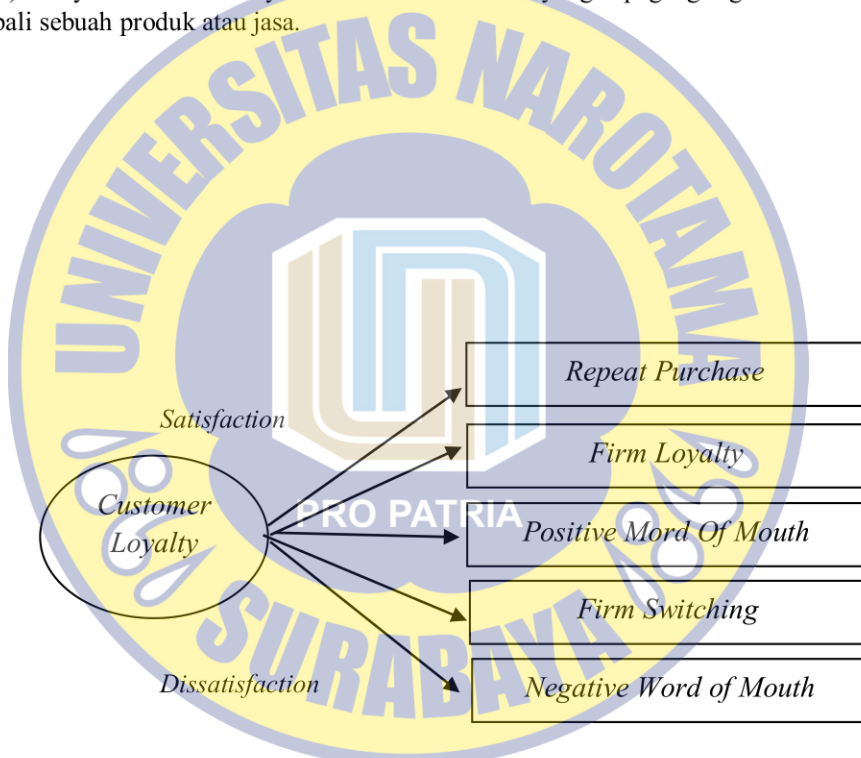 bali sebuah produk atau jasa.
UNIVERSITAS NAROTAMA
Repeat Purchase
Satisfaction
Firm Loyalty
Customer
Loyalty
PRO PATRIA
Positive Mord Of Mouth
Firm Switching
Dissatisfaction
Negative Word of Mouth
SURABAYA